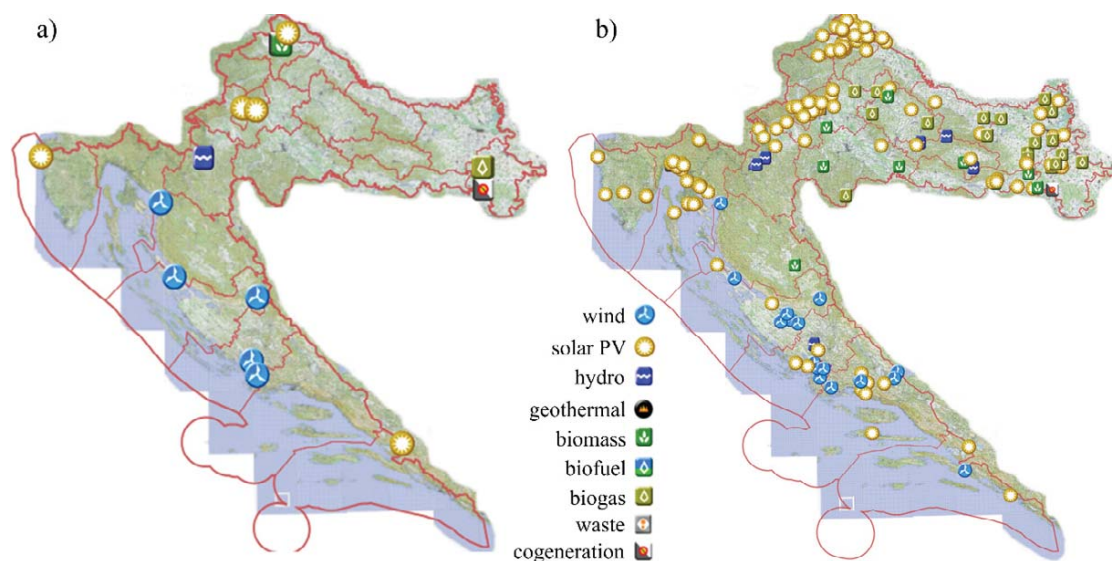 a)
b)
wind
solar PV
hydro
geothermal
biomass
biofuel
biogas
waste
cogeneration